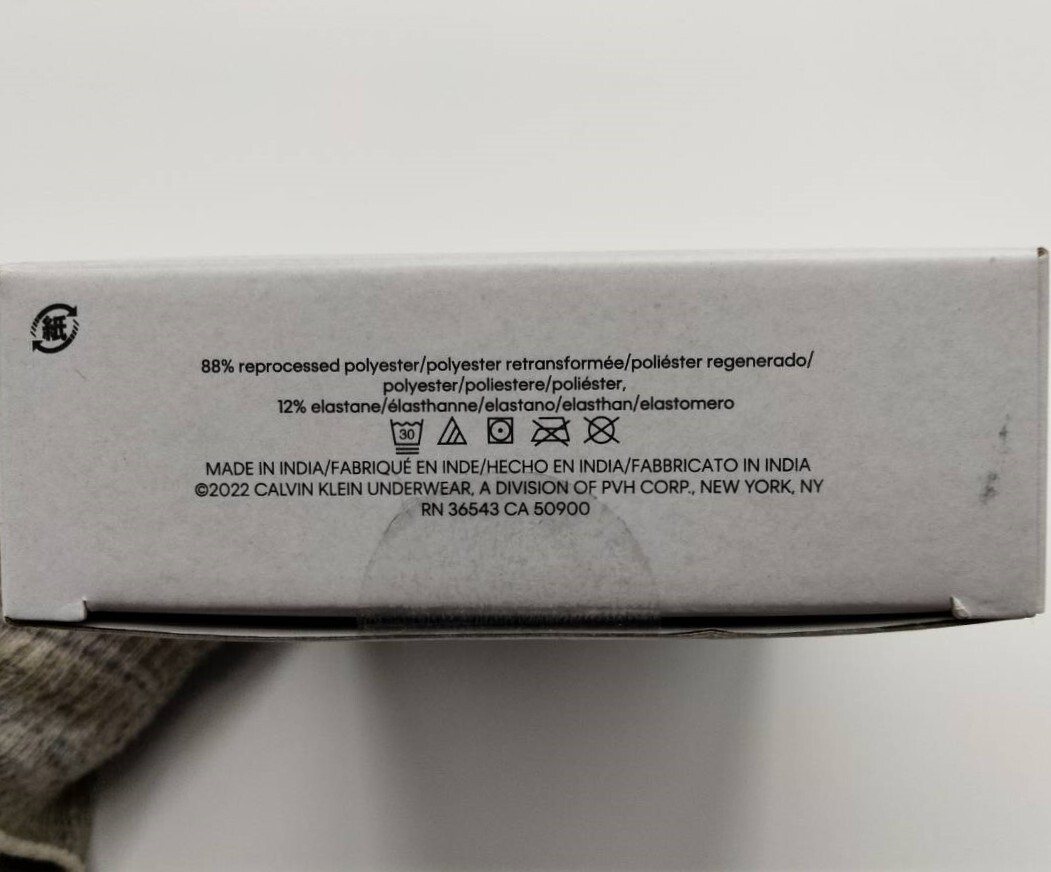 紙
88% reprocessed polyester/polyester retransformée/poliéster regenerado/
polyester/poliestere/poliéster,
12% elastane/élasthanne/elastano/elasthan/elastomero
30
MADE IN INDIA/FABRIQUÉ EN INDE/HECHO EN INDIA/FABBRICATO IN INDIA
©2022 CALVIN KLEIN UNDERWEAR, A DIVISION OF PVH CORP., NEW YORK, NY
RN 36543 CA 50900